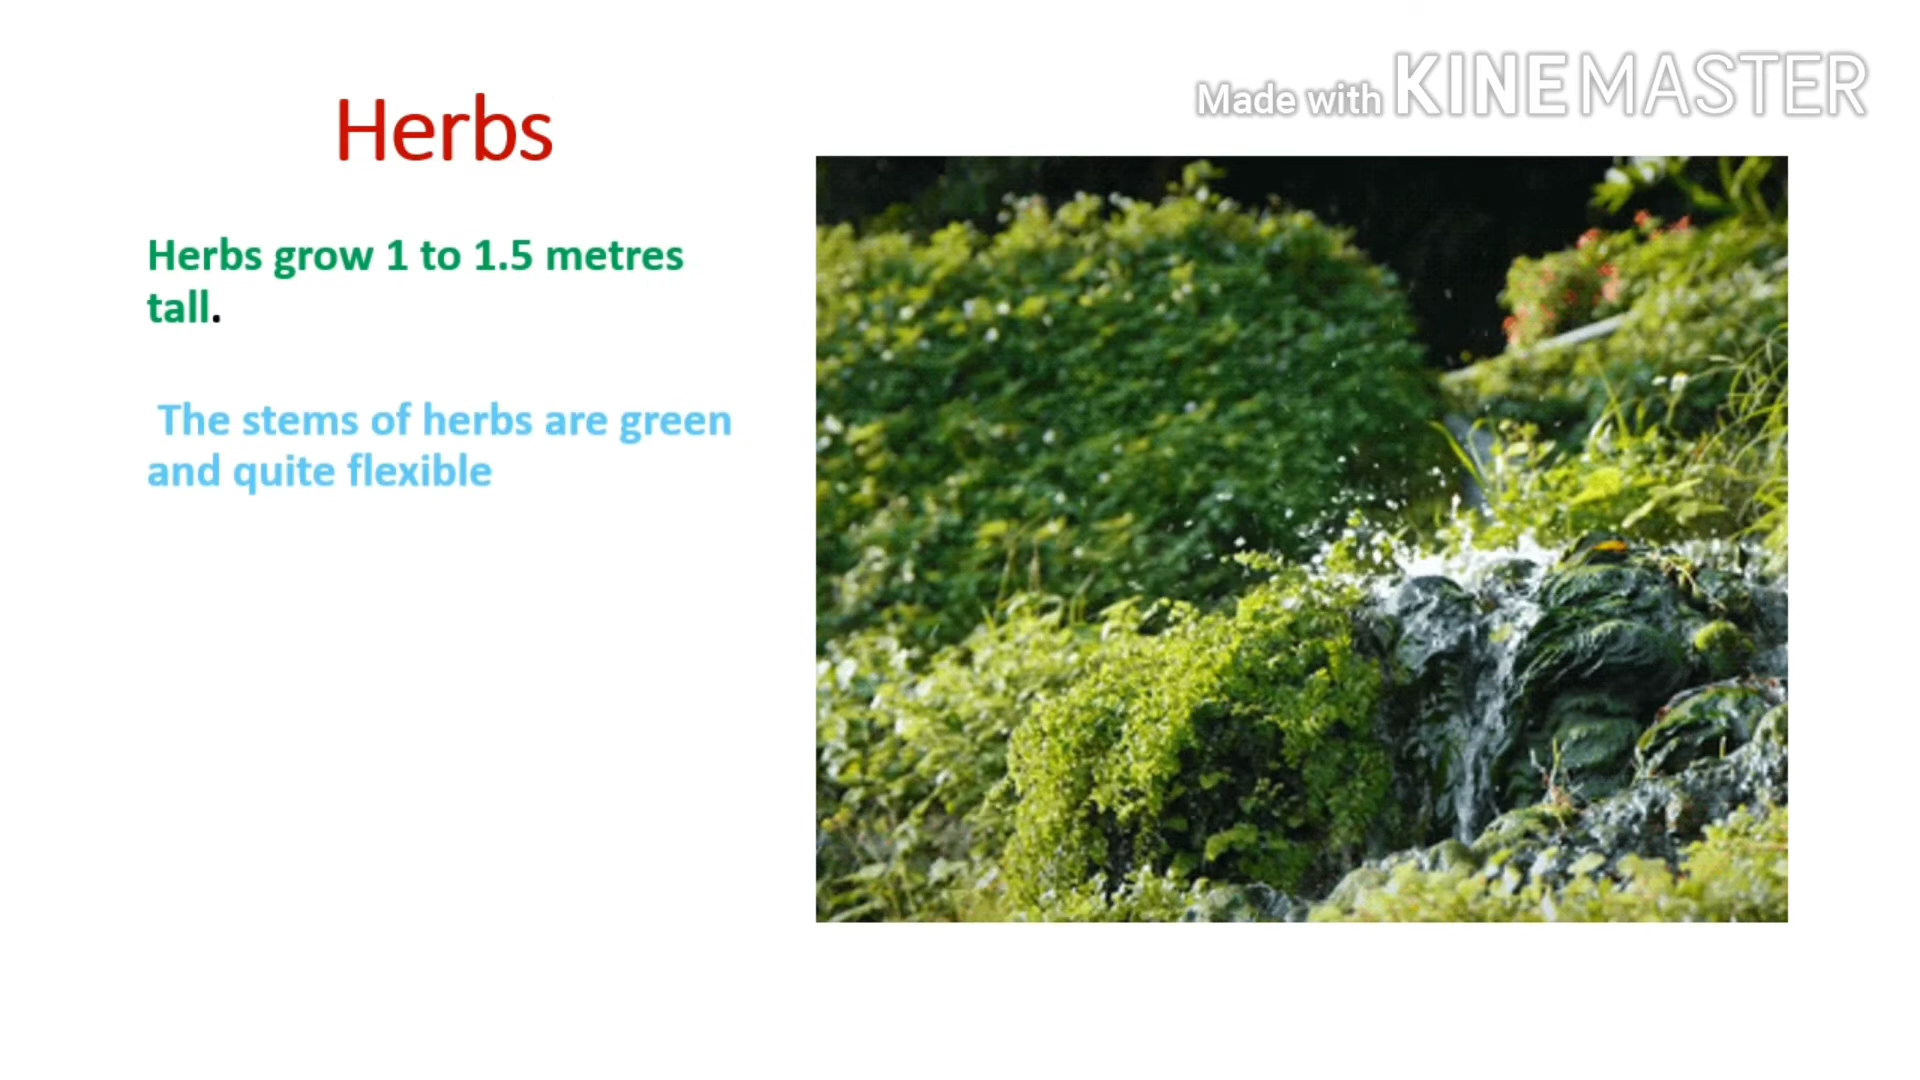 Made with KINEMASTER
Herbs
Herbs grow 1 to 1.5 metres
tall.
The stems of herbs are green
and quite flexible